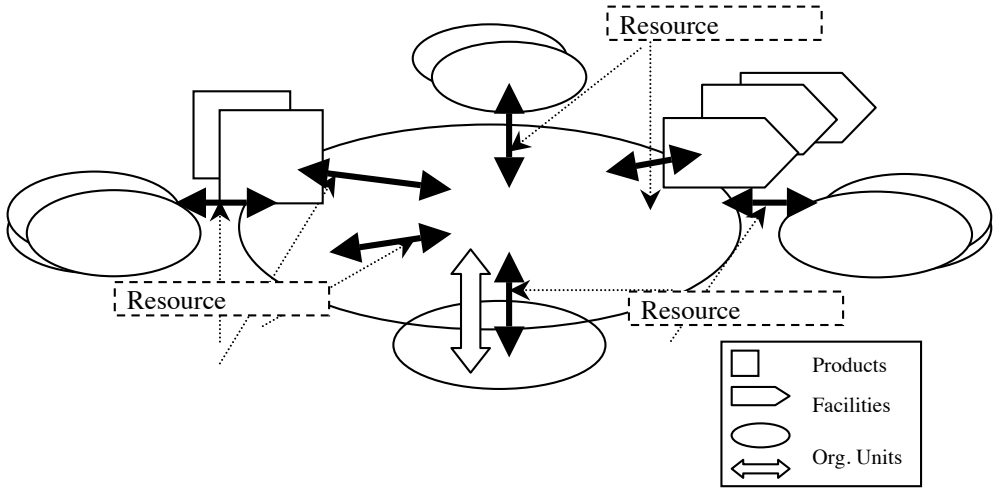 Resource
Resource
Resource
Products
Facilities
Org. Units